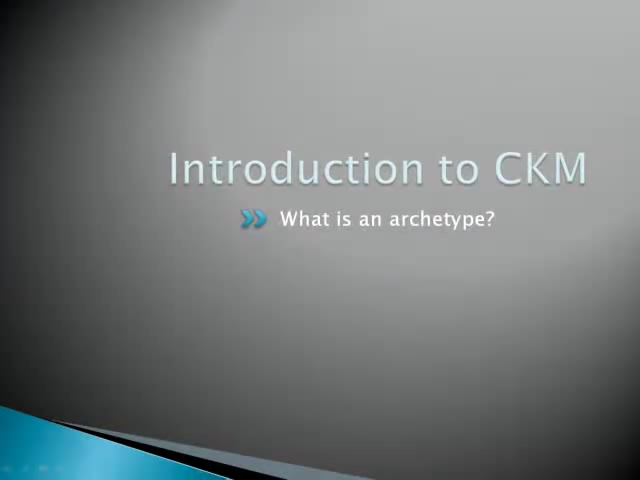 Introduction to CKM
What is an archetype?